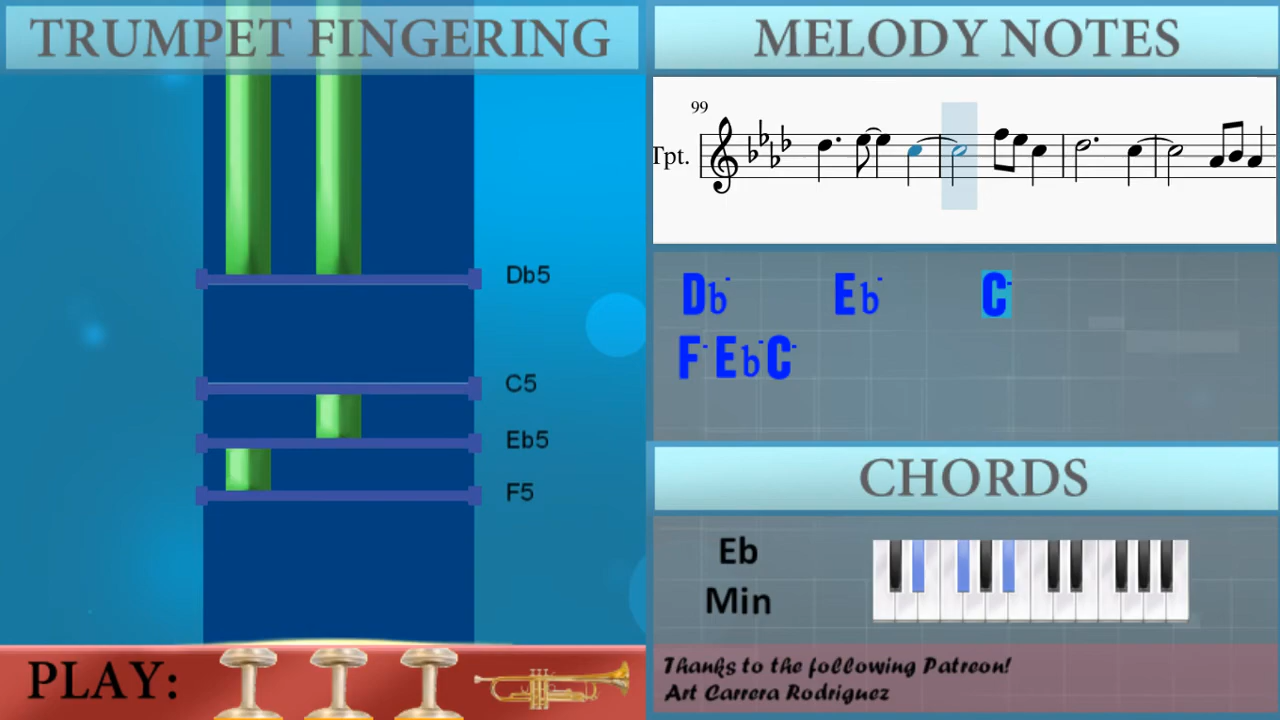 TRUMPET FINGERING
Db5
C5
Eb5
F5
PLAY:
MELODY NOTES
99
Tpt.
Db- Eb- C-
F- Eb- C-
CHORDS
Eb
Min
Thanks to the following Patreon!
Art Carrera Rodriguez